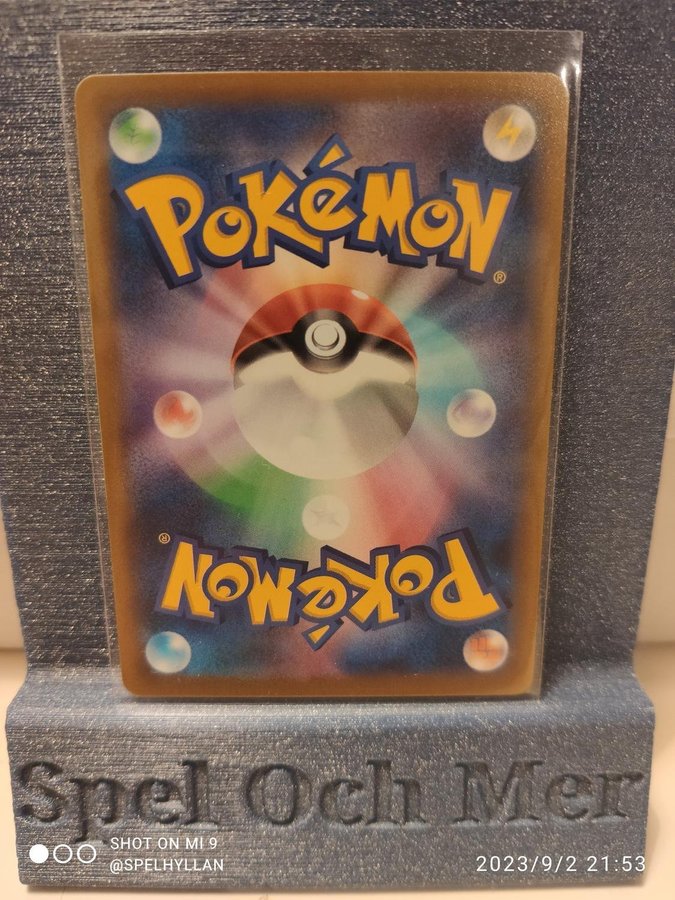 POKéMON
®
®
POKéMON
Spel Och Mer
SHOT ON MI 9
@SPELHYLLAN
2023/9/2 21:53